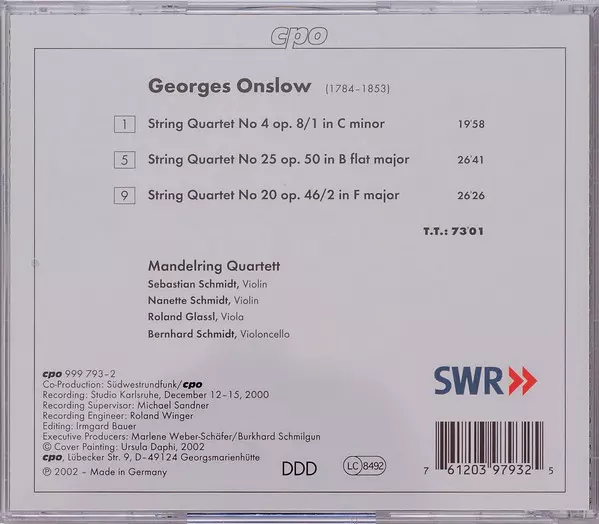 cpo
Georges Onslow (1784–1853)
1 String Quartet No 4 op. 8/1 in C minor 19'58
5 String Quartet No 25 op. 50 in B flat major 26'41
9 String Quartet No 20 op. 46/2 in F major 26'26
T.T.: 73'01
Mandelring Quartett
Sebastian Schmidt, Violin
Nanette Schmidt, Violin
Roland Glassl, Viola
Bernhard Schmidt, Violoncello
cpo 999 793-2
Co-Production: Südwestrundfunk/cpo
Recording: Studio Karlsruhe, December 12–15, 2000
Recording Supervisor: Michael Sandner
Recording Engineer: Roland Winger
Editing: Irmgard Bauer
Executive Producers: Marlene Weber-Schäfer/Burkhard Schmilgun
© Cover Painting: Ursula Daphi, 2002
cpo, Lübecker Str. 9, D–49124 Georgsmarienhütte
℗ 2002 – Made in Germany
DDD
LC 8492
SWR
7 61203 97932 5